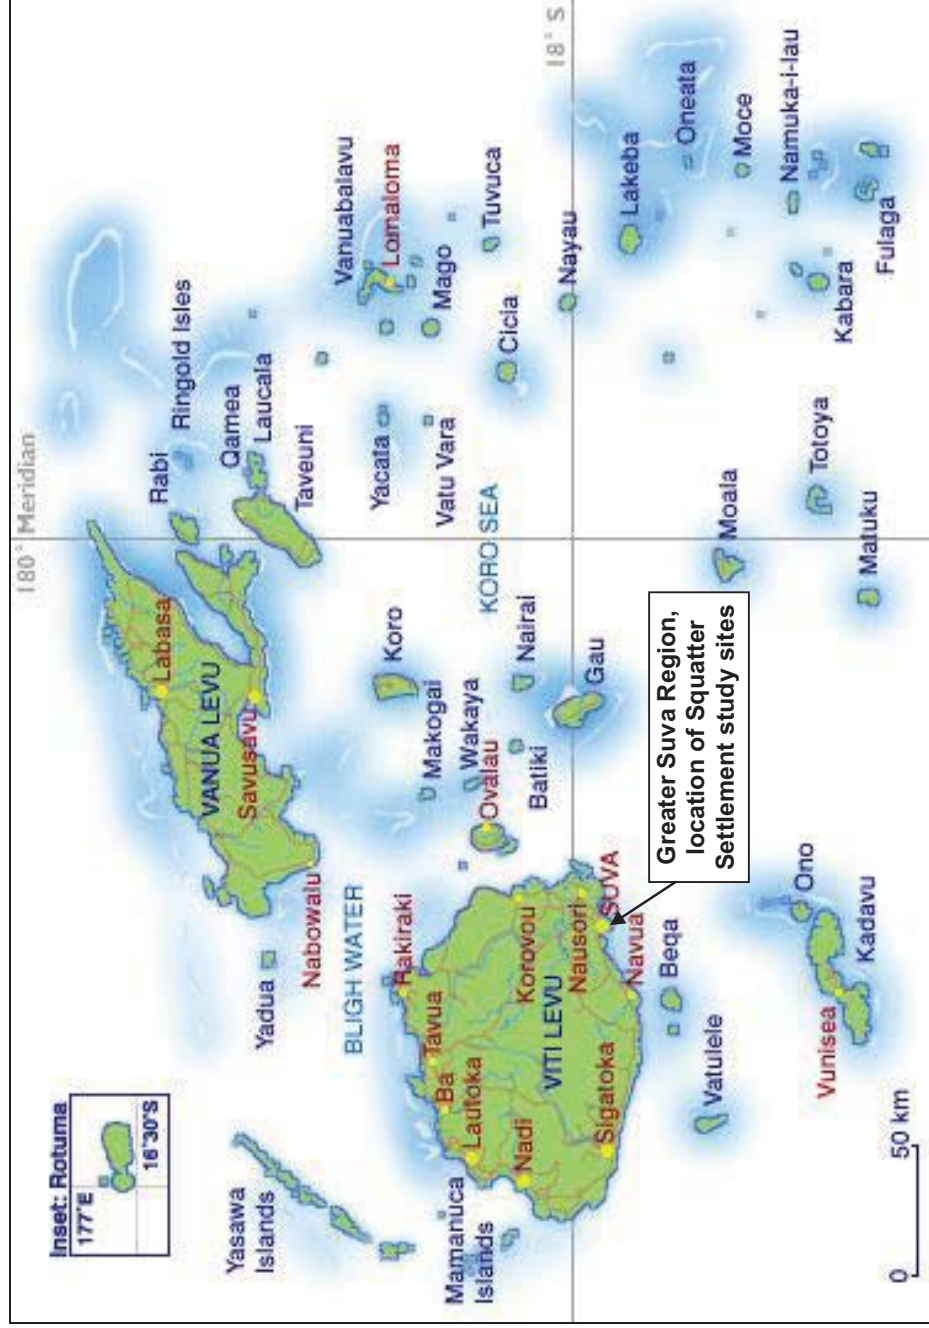 Inset: Rotuma
177°E
16°30'S
180° Meridian
18° S
Yasawa
Islands
Yadua
Nabowalu
VANUA LEVU
Labasa
Savusavu
Rabi
Ringold Isles
Qamea
Laucala
Taveuni
BLIGH WATER
Rakiraki
Tavua
Ba
Lautoka
Nadi
Mamanuca
Islands
VITI LEVU
Korovou
Nausori
SUVA
Navua
Sigatoka
Koro
Makogai
Wakaya
Ovalau
Batiki
Nairai
Gau
KORO SEA
Yacata
Vatu Vara
Vanuabalavu
Lomaloma
Mago
Tuvuca
Cicia
Nayau
Lakeba
Oneata
Moce
Namuka-i-lau
Kabara
Fulaga
Moala
Totoya
Matuku
Greater Suva Region,
location of Squatter
Settlement study sites
Beqa
Vatulele
Vunisea
Ono
Kadavu
0
50 km